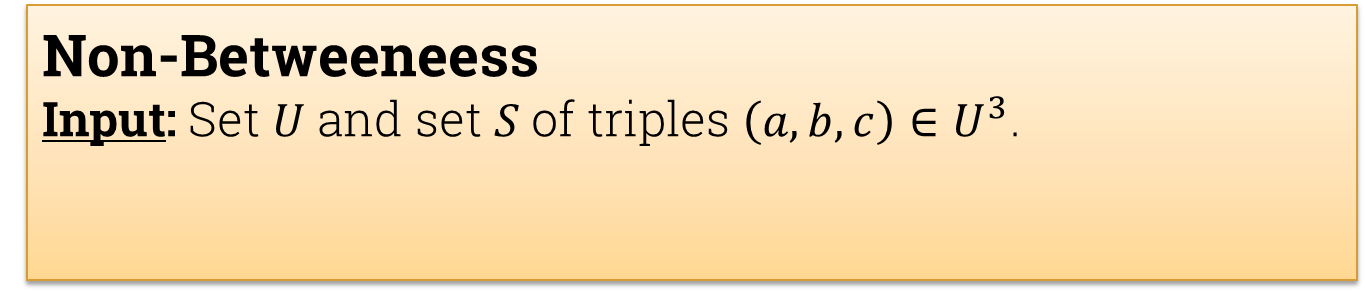 Non-Betweeneess
Input: Set U and set S of triples (a, b, c) ∈ U³.